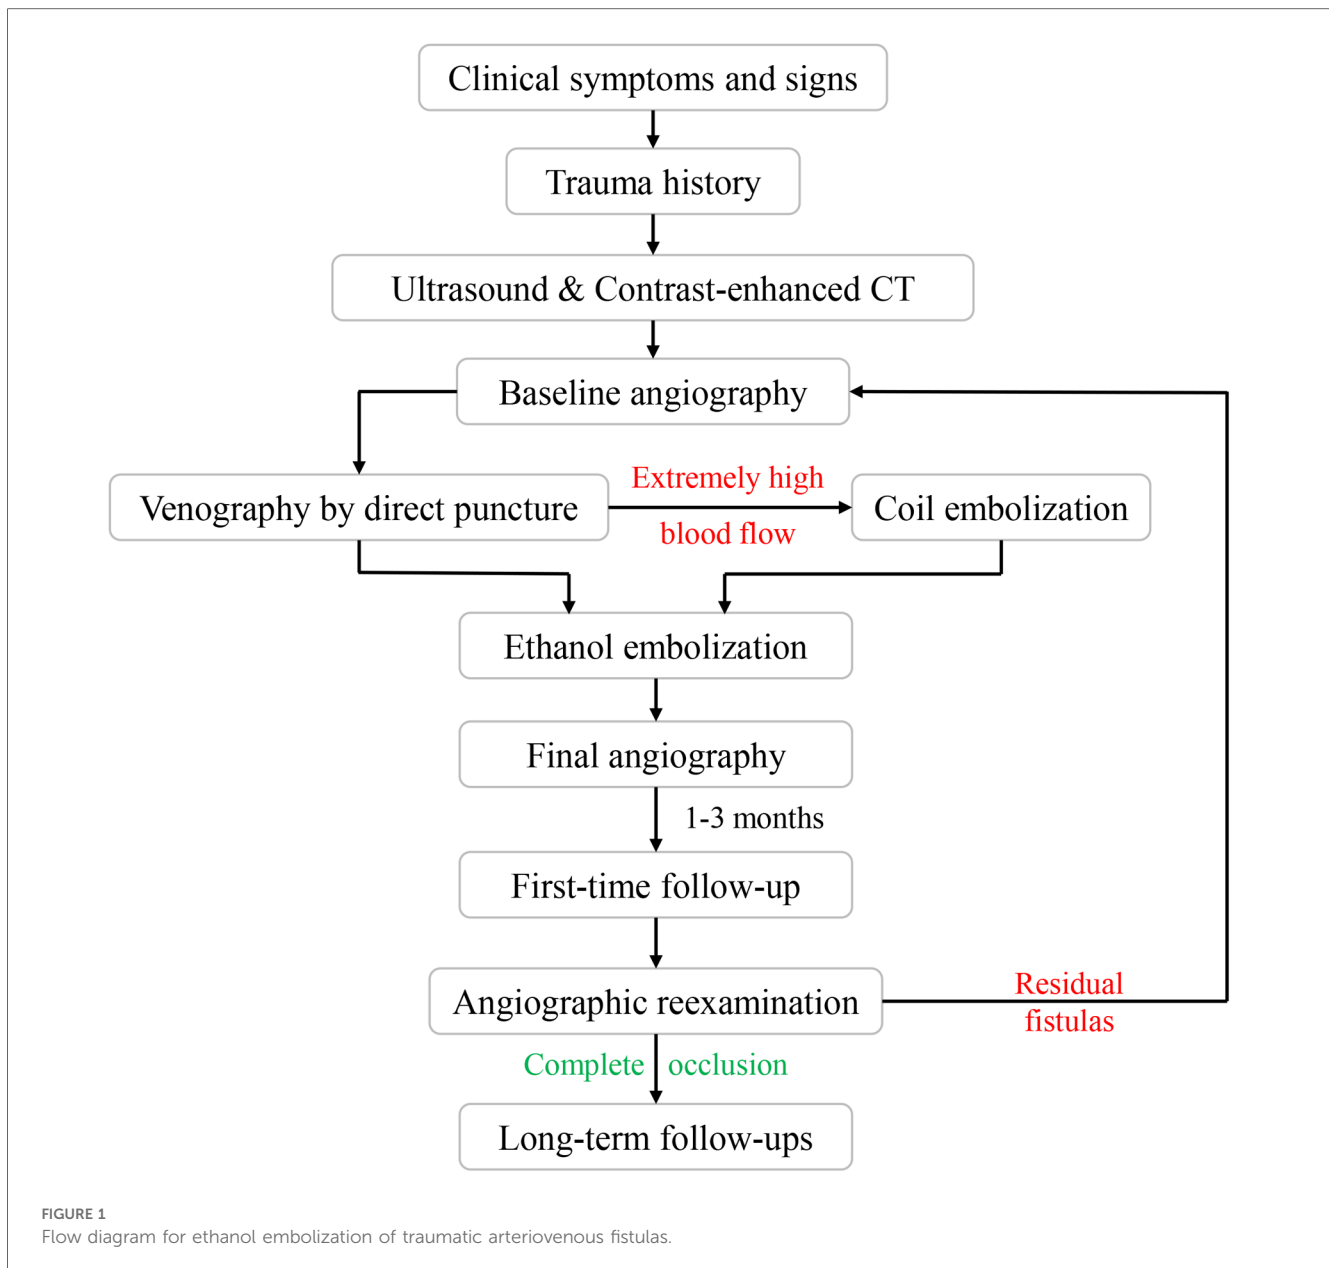 Clinical symptoms and signs
Trauma history
Ultrasound & Contrast-enhanced CT
Baseline angiography
Venography by direct puncture
Extremely high
blood flow
Coil embolization
Ethanol embolization
Final angiography
1-3 months
First-time follow-up
Angiographic reexamination
Residual
fistulas
Complete occlusion
Long-term follow-ups
FIGURE 1
Flow diagram for ethanol embolization of traumatic arteriovenous fistulas.